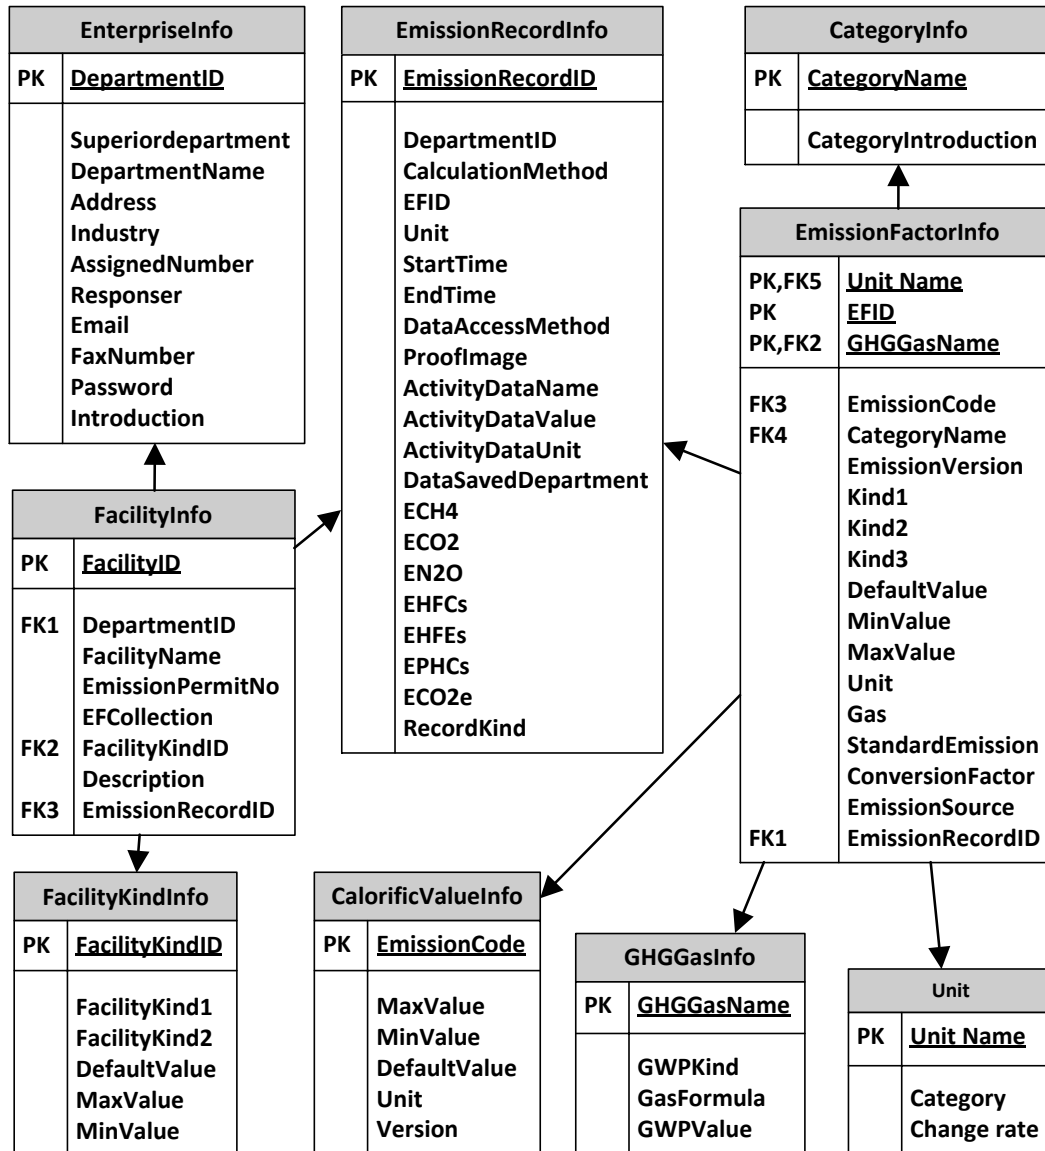 EnterpriseInfo
PK DepartmentID
Superiordepartment
DepartmentName
Address
Industry
AssignedNumber
Responser
Email
FaxNumber
Password
Introduction
EmissionRecordInfo
PK EmissionRecordID
DepartmentID
CalculationMethod
EFID
Unit
StartTime
EndTime
DataAccessMethod
ProofImage
ActivityDataName
ActivityDataValue
ActivityDataUnit
DataSavedDepartment
ECH4
ECO2
EN2O
EHFCs
EHFEs
EPHCs
ECO2e
RecordKind
CategoryInfo
PK CategoryName
CategoryIntroduction
EmissionFactorInfo
PK,FK5 Unit Name
PK EFID
PK,FK2 GHGGasName
FK3 EmissionCode
FK4 CategoryName
EmissionVersion
Kind1
Kind2
Kind3
DefaultValue
MinValue
MaxValue
Unit
Gas
StandardEmission
ConversionFactor
EmissionSource
FK1 EmissionRecordID
FacilityInfo
PK FacilityID
FK1 DepartmentID
FacilityName
EmissionPermitNo
EFCollection
FK2 FacilityKindID
Description
FK3 EmissionRecordID
FacilityKindInfo
PK FacilityKindID
FacilityKind1
FacilityKind2
DefaultValue
MaxValue
MinValue
CalorificValueInfo
PK EmissionCode
MaxValue
MinValue
DefaultValue
Unit
Version
GHGGasInfo
PK GHGGasName
GWPKind
GasFormula
GWPValue
Unit
PK Unit Name
Category
Change rate